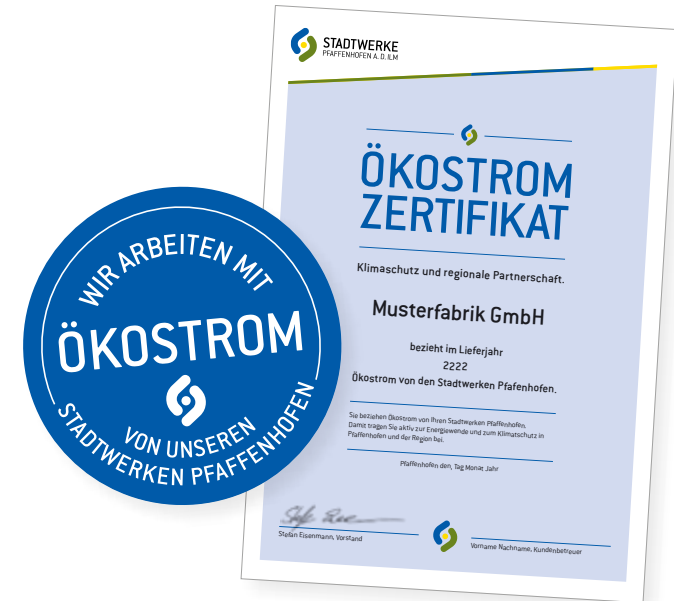 STADTWERKE
PFAFFENHOFEN A. D. ILM
ÖKOSTROM
ZERTIFIKAT
Klimaschutz und regionale Partnerschaft.
Musterfabrik GmbH
bezieht im Lieferjahr
2222
Ökostrom von den Stadtwerken Pfafenhofen.
Sie beziehen Ökostrom von Ihren Stadtwerken Pfaffenhofen.
Damit tragen Sie aktiv zur Energiewende und zum Klimaschutz in
Pfaffenhofen und der Region bei.
Pfaffenhofen den, Tag Monat Jahr
Stefan Eisenmann, Vorstand
Vorname Nachname, Kundenbetreuer
WIR ARBEITEN MIT
ÖKOSTROM
VON UNSEREN
STADTWERKEN PFAFFENHOFEN